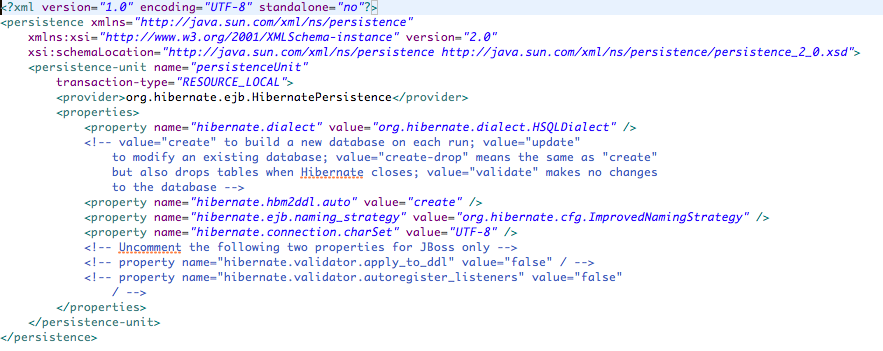 <?xml version="1.0" encoding="UTF-8" standalone="no"?>
<persistence xmlns="http://java.sun.com/xml/ns/persistence"
    xmlns:xsi="http://www.w3.org/2001/XMLSchema-instance" version="2.0"
    xsi:schemaLocation="http://java.sun.com/xml/ns/persistence http://java.sun.com/xml/ns/persistence/persistence_2_0.xsd">
    <persistence-unit name="persistenceUnit"
        transaction-type="RESOURCE_LOCAL">
        <provider>org.hibernate.ejb.HibernatePersistence</provider>
        <properties>
            <property name="hibernate.dialect" value="org.hibernate.dialect.HSQLDialect" />
            <!-- value="create" to build a new database on each run; value="update"
                to modify an existing database; value="create-drop" means the same as "create"
                but also drops tables when Hibernate closes; value="validate" makes no changes
                to the database -->
            <property name="hibernate.hbm2ddl.auto" value="create" />
            <property name="hibernate.ejb.naming_strategy" value="org.hibernate.cfg.ImprovedNamingStrategy" />
            <property name="hibernate.connection.charSet" value="UTF-8" />
            <!-- Uncomment the following two properties for JBoss only -->
            <!-- property name="hibernate.validator.apply_to_ddl" value="false" / -->
            <!-- property name="hibernate.validator.autoregister_listeners" value="false"
                / -->
        </properties>
    </persistence-unit>
</persistence>